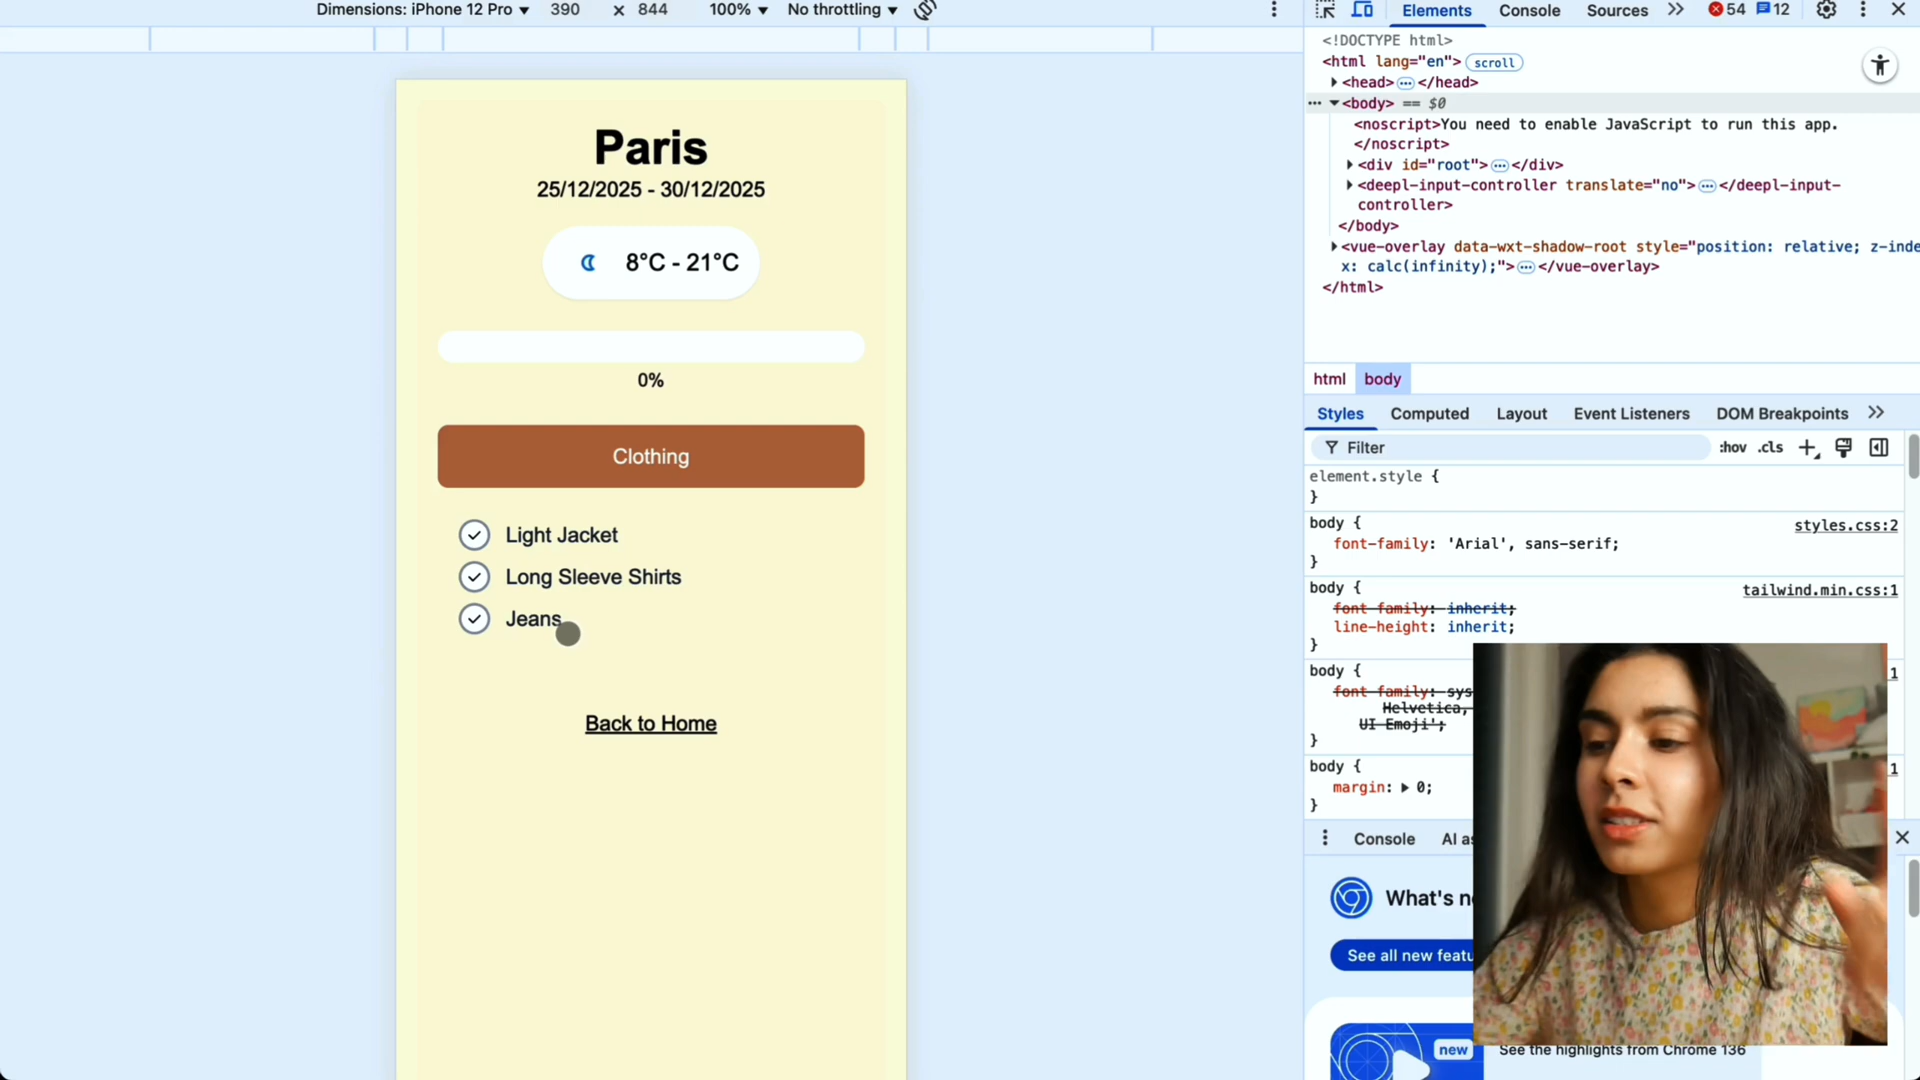 Dimensions: iPhone 12 Pro ▼ 390 × 844 100% ▼ No throttling ▼
Elements Console Sources >> 54 12
<!DOCTYPE html>
<html lang="en"> scroll
<head> ⋯ </head>
⋯ <body> == $0
<noscript>You need to enable JavaScript to run this app.
</noscript>
<div id="root"> ⋯ </div>
<deepl-input-controller translate="no"> ⋯ </deepl-input-
controller>
</body>
<vue-overlay data-wxt-shadow-root style="position: relative; z-inde
x: calc(infinity);"> ⋯ </vue-overlay>
</html>
html body
Styles Computed Layout Event Listeners DOM Breakpoints >>
Filter :hov .cls
element.style {
}
body { styles.css:2
font-family: 'Arial', sans-serif;
}
body { tailwind.min.css:1
font-family: inherit;
line-height: inherit;
}
body { 1
font-family: sys
Helvetica,
UI Emoji';
}
body { 1
margin: ▶ 0;
}
Console AI as
What's n
See all new featu
new
See the highlights from Chrome 136
Paris
25/12/2025 - 30/12/2025
8°C - 21°C
0%
Clothing
Light Jacket
Long Sleeve Shirts
Jeans
Back to Home